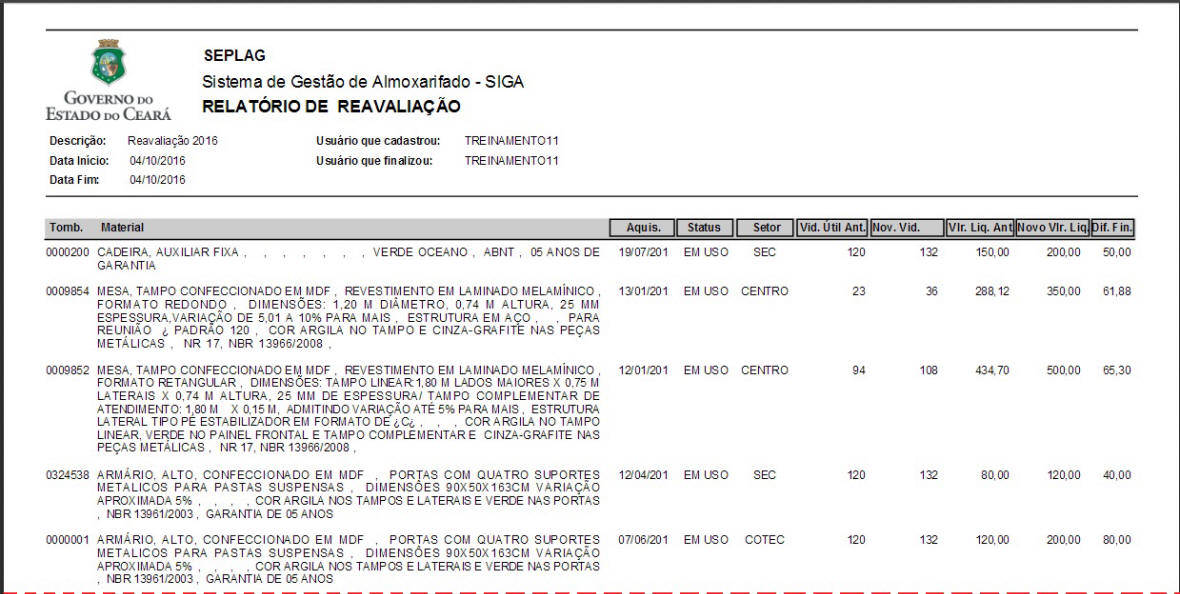 SEPLAG
Sistema de Gestão de Almoxarifado - SIGA
GOVERNO DO
ESTADO DO CEARÁ
RELATÓRIO DE REAVALIAÇÃO
Descrição: Reavaliação 2016 Usuário que cadastrou: TREINAMENTO11
Data Início: 04/10/2016 Usuário que finalizou: TREINAMENTO11
Data Fim: 04/10/2016
Tomb. Material Aquis. Status Setor Vid. Útil Ant. Nov. Vid. Vlr. Liq. Ant Novo Vlr. Liq. Dif. Fin.
0000200 CADEIRA, AUXILIAR FIXA , , , , , , , VERDE OCEANO , ABNT , 05 ANOS DE 19/07/201 EM USO SEC 120 132 150,00 200,00 50,00
GARANTIA
0009854 MESA, TAMPO CONFECCIONADO EM MDF , REVESTIMENTO EM LAMINADO MELAMÍNICO , 13/01/201 EM USO CENTRO 23 36 288,12 350,00 61,88
FORMATO REDONDO , DIMENSÕES: 1,20 M DIÂMETRO, 0,74 M ALTURA, 25 MM
ESPESSURA,VARIAÇÃO DE 5,01 A 10% PARA MAIS , ESTRUTURA EM AÇO , , PARA
REUNIÃO ¿ PADRÃO 120 , COR ARGILA NO TAMPO E CINZA-GRAFITE NAS PEÇAS
METÁLICAS , NR 17, NBR 13966/2008 ,
0009852 MESA, TAMPO CONFECCIONADO EM MDF , REVESTIMENTO EM LAMINADO MELAMÍNICO , 12/01/201 EM USO CENTRO 94 108 434,70 500,00 65,30
FORMATO RETANGULAR , DIMENSÕES: TAMPO LINEAR:1,80 M LADOS MAIORES X 0,75 M
LATERAIS X 0,74 M ALTURA, 25 MM DE ESPESSURA/ TAMPO COMPLEMENTAR DE
ATENDIMENTO: 1,80 M X 0,15 M, ADMITINDO VARIAÇÃO ATÉ 5% PARA MAIS , ESTRUTURA
LATERAL TIPO PÉ ESTABILIZADOR EM FORMATO DE ¿C¿ , , , COR ARGILA NO TAMPO
LINEAR, VERDE NO PAINEL FRONTAL E TAMPO COMPLEMENTAR E CINZA-GRAFITE NAS
PEÇAS METÁLICAS , NR 17, NBR 13966/2008 ,
0324538 ARMÁRIO, ALTO, CONFECCIONADO EM MDF , PORTAS COM QUATRO SUPORTES 12/04/201 EM USO SEC 120 132 80,00 120,00 40,00
METALICOS PARA PASTAS SUSPENSAS , DIMENSÕES 90X50X163CM VARIAÇÃO
APROXIMADA 5% , , , , COR ARGILA NOS TAMPOS E LATERAIS E VERDE NAS PORTAS
, NBR 13961/2003 , GARANTIA DE 05 ANOS
0000001 ARMÁRIO, ALTO, CONFECCIONADO EM MDF , PORTAS COM QUATRO SUPORTES 07/06/201 EM USO COTEC 120 132 120,00 200,00 80,00
METALICOS PARA PASTAS SUSPENSAS , DIMENSÕES 90X50X163CM VARIAÇÃO
APROXIMADA 5% , , , , COR ARGILA NOS TAMPOS E LATERAIS E VERDE NAS PORTAS
, NBR 13961/2003 , GARANTIA DE 05 ANOS